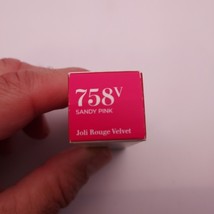 758V
SANDY PINK
Joli Rouge Velvet